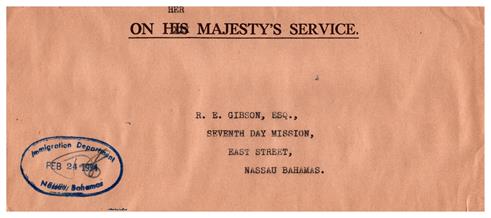 HER
ON HIS MAJESTY'S SERVICE.
R. E. GIBSON, ESQ.,
SEVENTH DAY MISSION,
EAST STREET,
NASSAU BAHAMAS.
Immigration Department
FEB 24 1954
Nassau, Bahamas